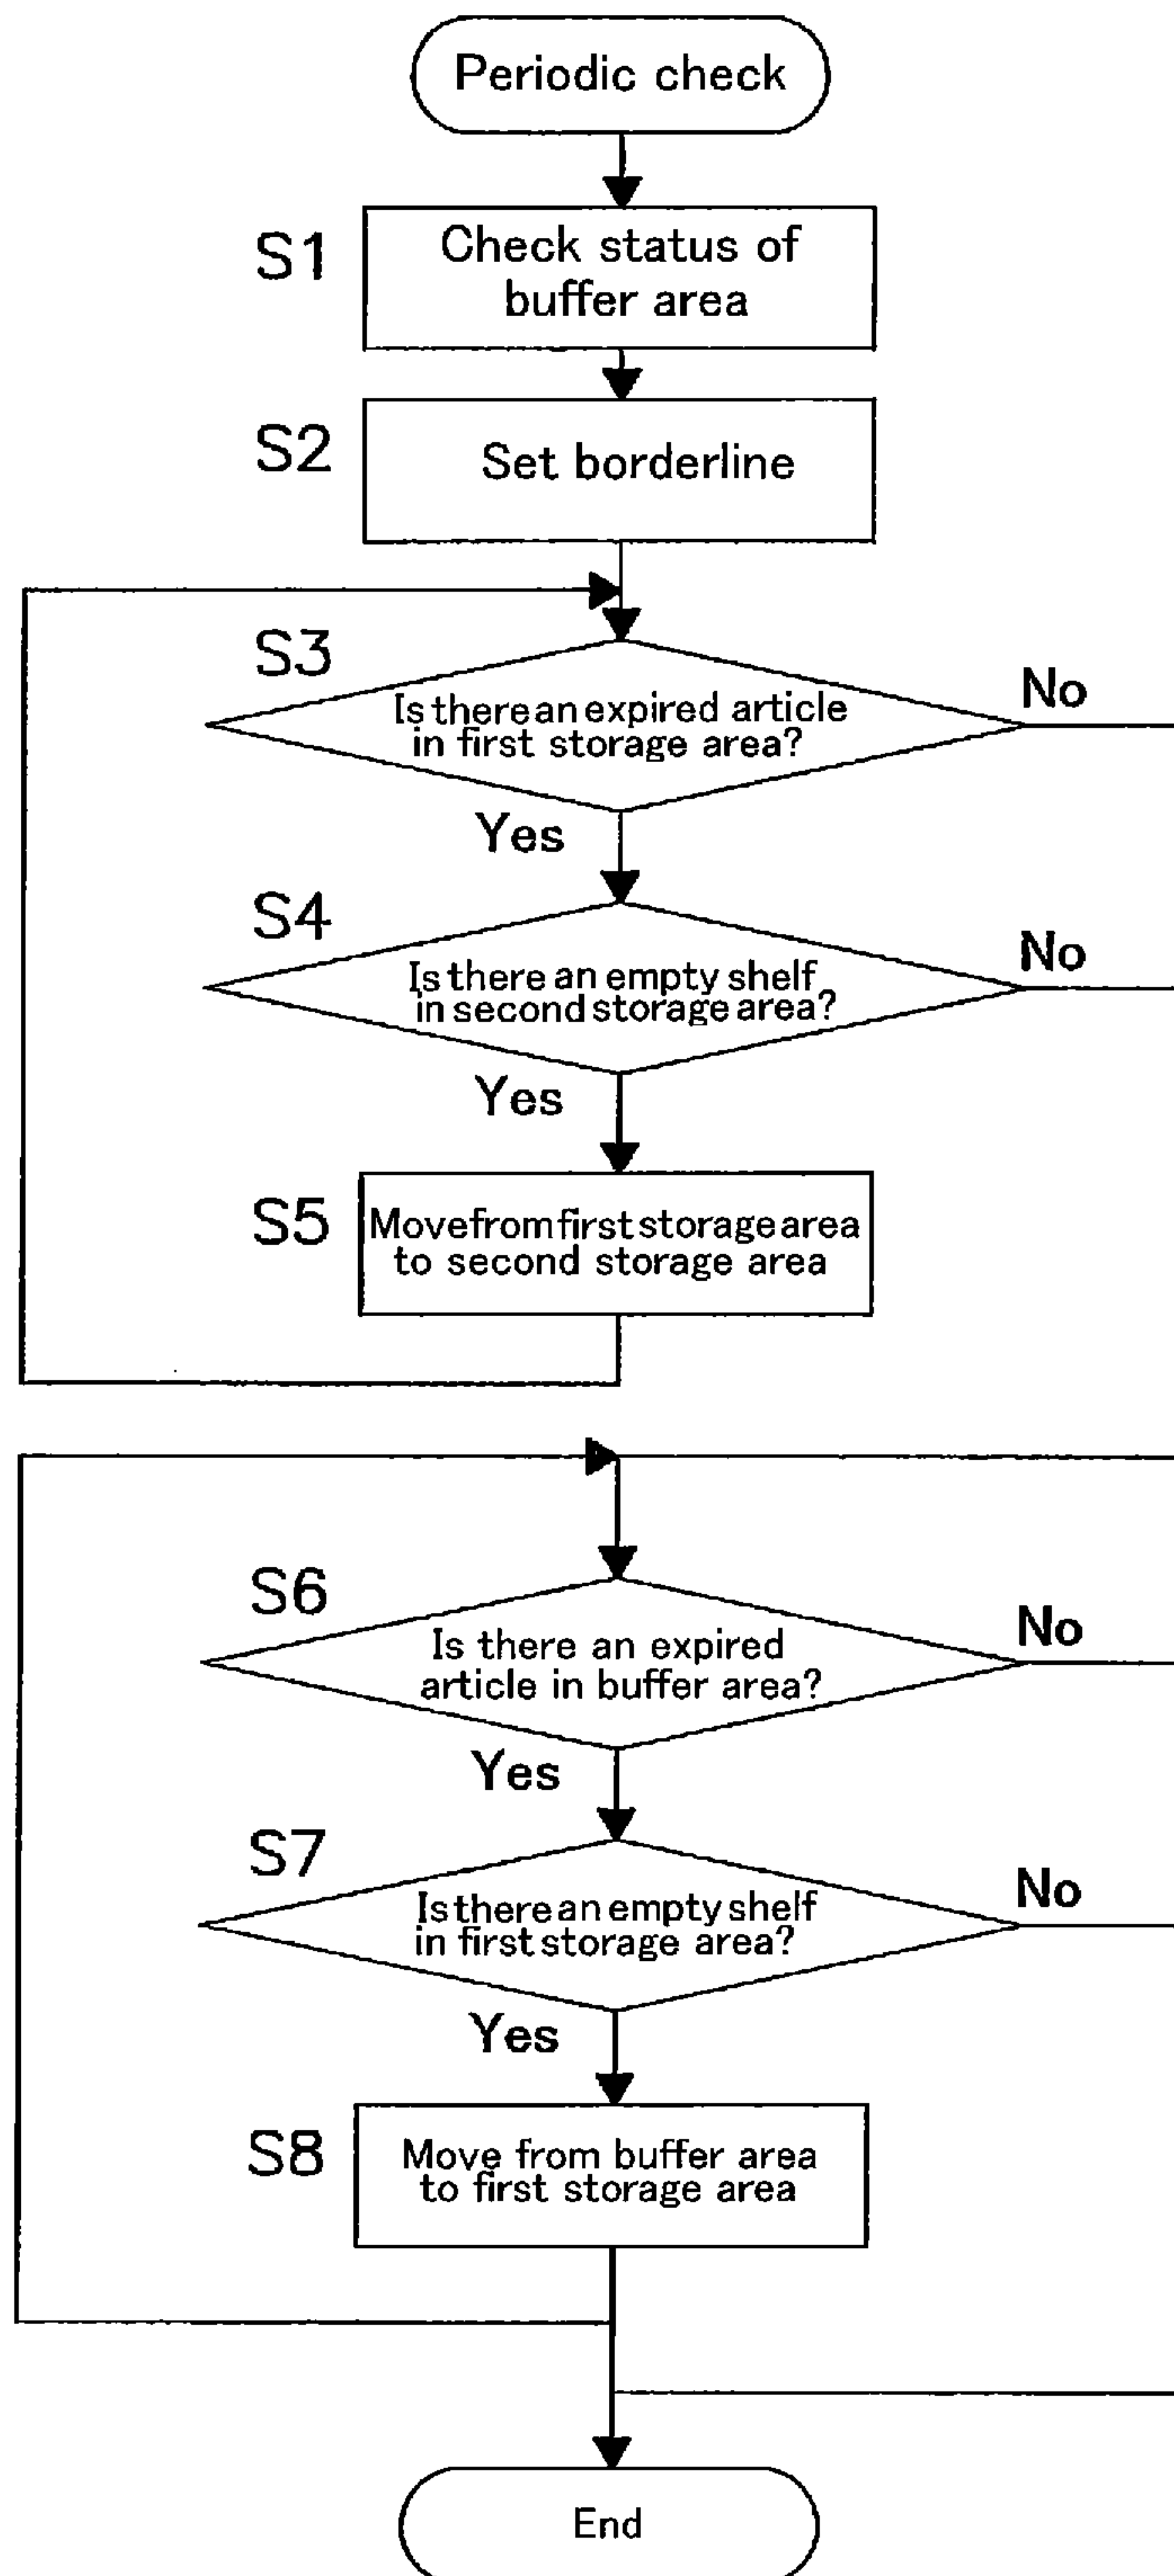 Periodic check
S1
Check status of
buffer area
S2
Set borderline
S3
Is there an expired article
in first storage area?
No
Yes
S4
Is there an empty shelf
in second storage area?
No
Yes
S5
Move from first storage area
to second storage area
S6
Is there an expired
article in buffer area?
No
Yes
S7
Is there an empty shelf
in first storage area?
No
Yes
S8
Move from buffer area
to first storage area
End